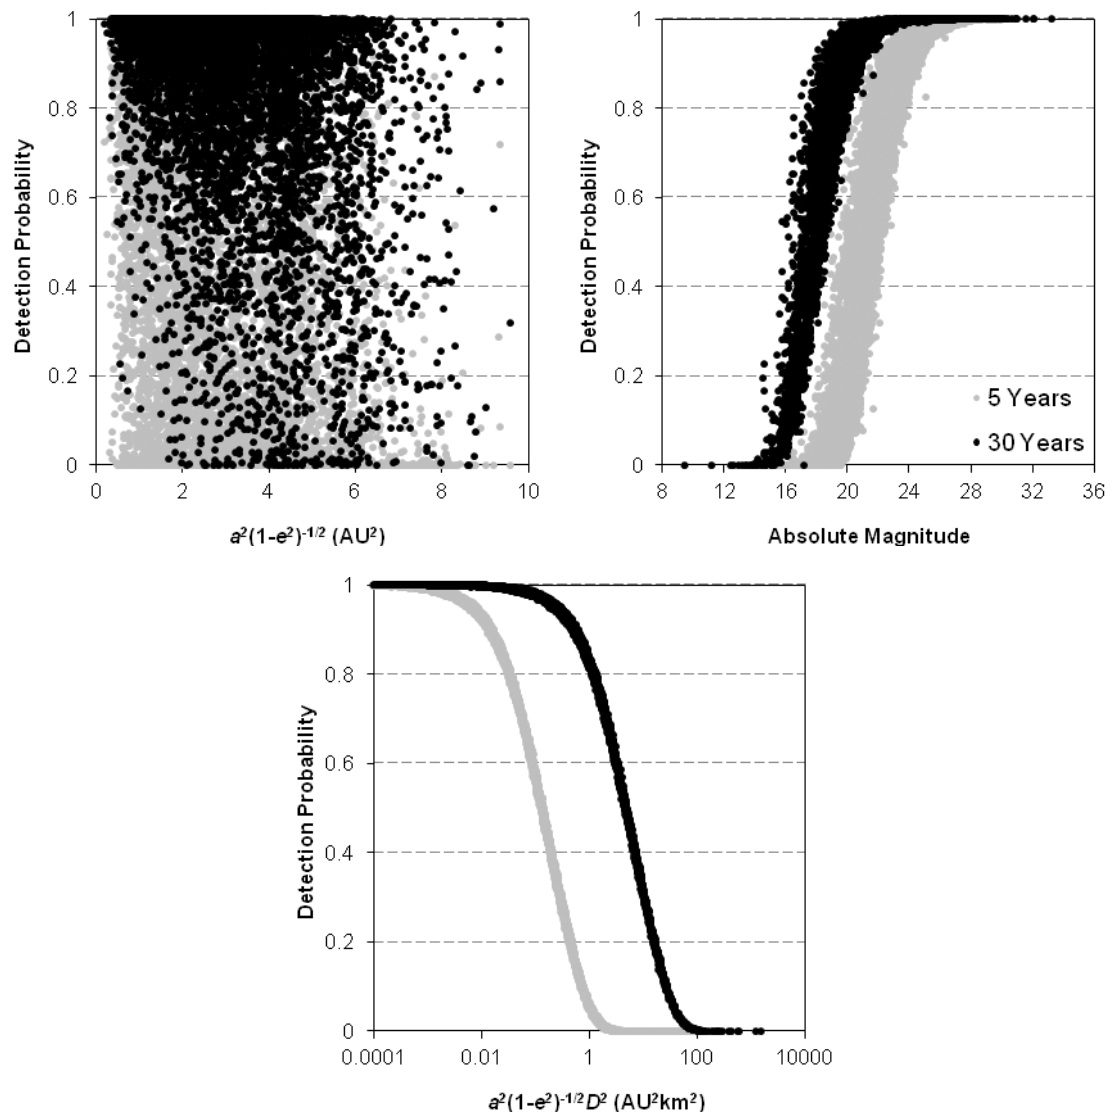 1
0.8
0.6
0.4
0.2
0
Detection Probability
0 2 4 6 8 10
a²(1-e²)⁻¹/² (AU²)
1
0.8
0.6
0.4
0.2
0
Detection Probability
5 Years
30 Years
8 12 16 20 24 28 32 36
Absolute Magnitude
1
0.8
0.6
0.4
0.2
0
Detection Probability
0.0001 0.01 1 100 10000
a²(1-e²)⁻¹/²D² (AU²km²)